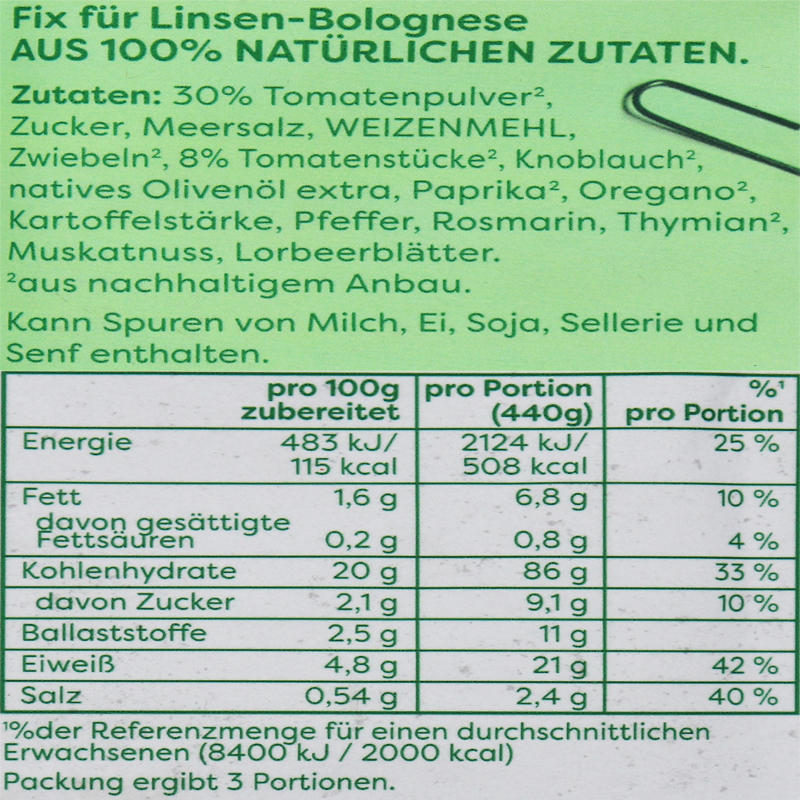 Fix für Linsen-Bolognese
AUS 100% NATÜRLICHEN ZUTATEN.
Zutaten: 30% Tomatenpulver²,
Zucker, Meersalz, WEIZENMEHL,
Zwiebeln², 8% Tomatenstücke², Knoblauch²,
natives Olivenöl extra, Paprika², Oregano²,
Kartoffelstärke, Pfeffer, Rosmarin, Thymian²,
Muskatnuss, Lorbeerblätter.
²aus nachhaltigem Anbau.
Kann Spuren von Milch, Ei, Soja, Sellerie und
Senf enthalten.
pro 100g pro Portion %¹
zubereitet (440g) pro Portion
Energie 483 kJ/ 2124 kJ/ 25 %
115 kcal 508 kcal
Fett 1,6 g 6,8 g 10 %
davon gesättigte
Fettsäuren 0,2 g 0,8 g 4 %
Kohlenhydrate 20 g 86 g 33 %
davon Zucker 2,1 g 9,1 g 10 %
Ballaststoffe 2,5 g 11 g
Eiweiß 4,8 g 21 g 42 %
Salz 0,54 g 2,4 g 40 %
¹%der Referenzmenge für einen durchschnittlichen
Erwachsenen (8400 kJ / 2000 kcal)
Packung ergibt 3 Portionen.